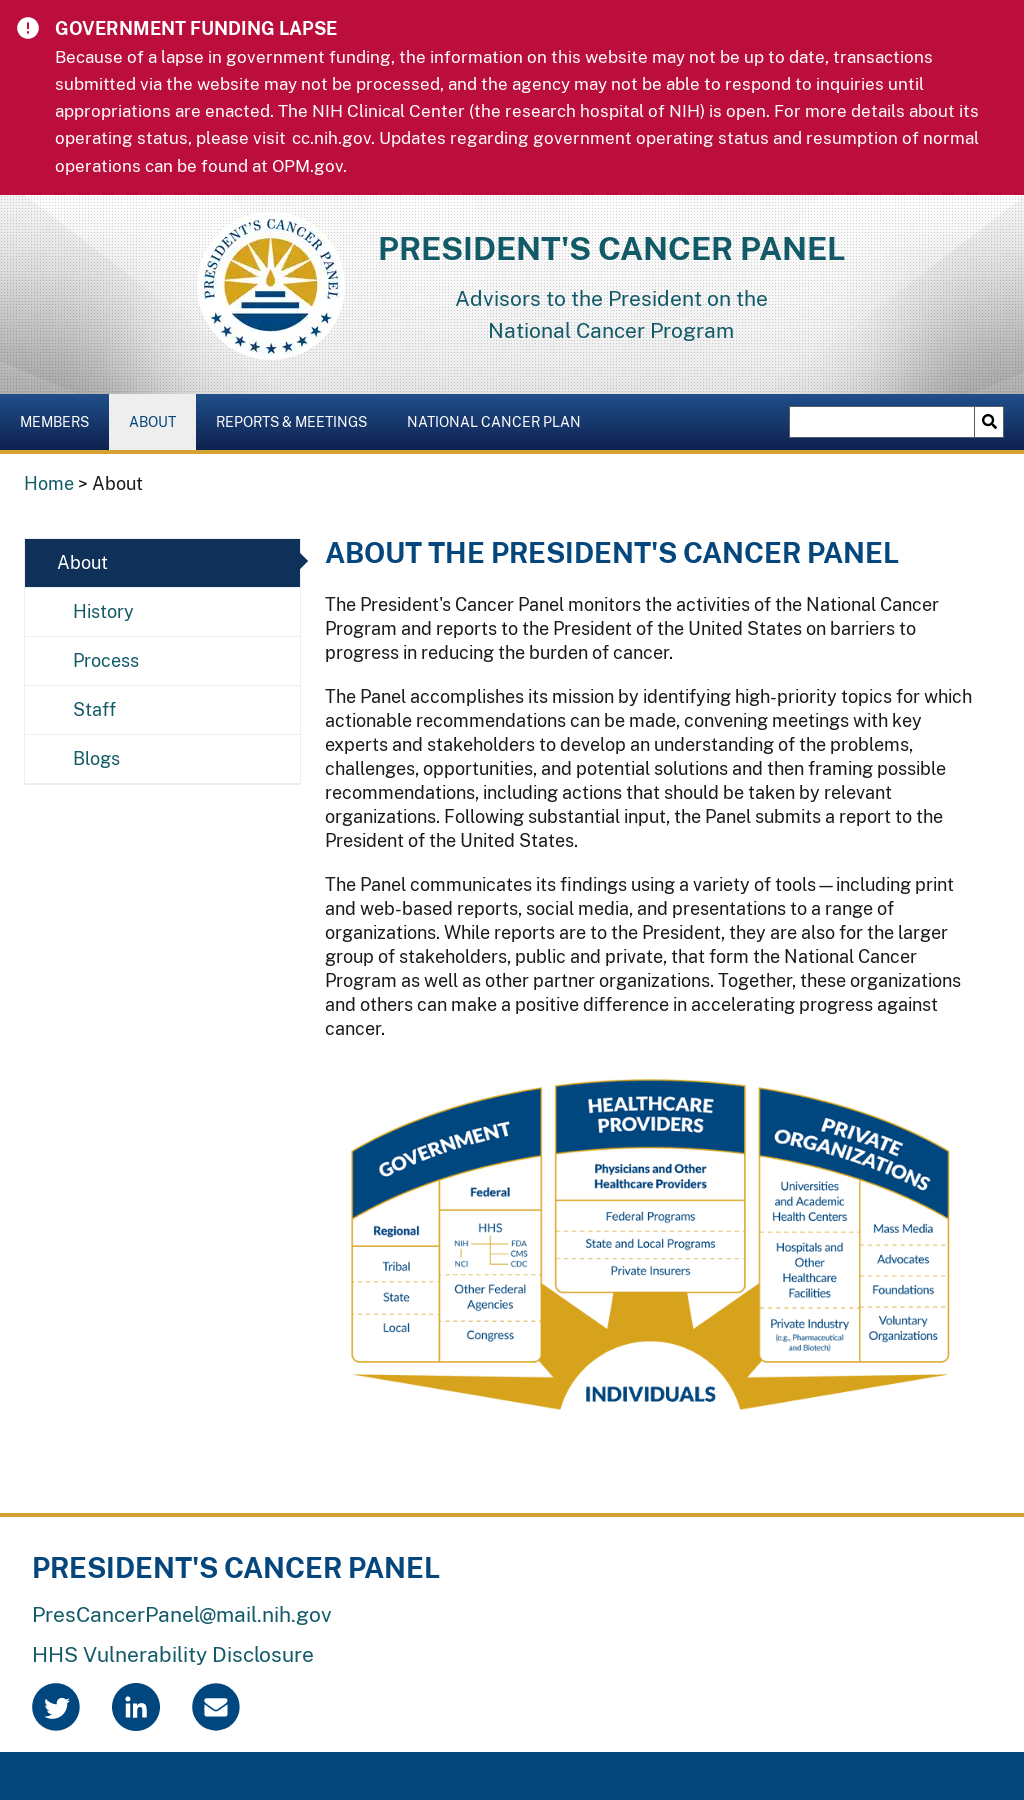 GOVERNMENT FUNDING LAPSE
Because of a lapse in government funding, the information on this website may not be up to date, transactions
submitted via the website may not be processed, and the agency may not be able to respond to inquiries until
appropriations are enacted. The NIH Clinical Center (the research hospital of NIH) is open. For more details about its
operating status, please visit cc.nih.gov. Updates regarding government operating status and resumption of normal
operations can be found at OPM.gov.
PRESIDENT'S CANCER PANEL
PRESIDENT'S CANCER PANEL
Advisors to the President on the
National Cancer Program
MEMBERS
ABOUT
REPORTS & MEETINGS
NATIONAL CANCER PLAN
Home > About
About
History
Process
Staff
Blogs
ABOUT THE PRESIDENT'S CANCER PANEL
The President's Cancer Panel monitors the activities of the National Cancer
Program and reports to the President of the United States on barriers to
progress in reducing the burden of cancer.
The Panel accomplishes its mission by identifying high-priority topics for which
actionable recommendations can be made, convening meetings with key
experts and stakeholders to develop an understanding of the problems,
challenges, opportunities, and potential solutions and then framing possible
recommendations, including actions that should be taken by relevant
organizations. Following substantial input, the Panel submits a report to the
President of the United States.
The Panel communicates its findings using a variety of tools—including print
and web-based reports, social media, and presentations to a range of
organizations. While reports are to the President, they are also for the larger
group of stakeholders, public and private, that form the National Cancer
Program as well as other partner organizations. Together, these organizations
and others can make a positive difference in accelerating progress against
cancer.
GOVERNMENT
Regional
Tribal
State
Local
Federal
HHS
NIH
NCI
FDA
CMS
CDC
Other Federal
Agencies
Congress
HEALTHCARE
PROVIDERS
Physicians and Other
Healthcare Providers
Federal Programs
State and Local Programs
Private Insurers
PRIVATE
ORGANIZATIONS
Universities
and Academic
Health Centers
Hospitals and
Other
Healthcare
Facilities
Private Industry
(e.g., Pharmaceutical
and Biotech)
Mass Media
Advocates
Foundations
Voluntary
Organizations
INDIVIDUALS
PRESIDENT'S CANCER PANEL
PresCancerPanel@mail.nih.gov
HHS Vulnerability Disclosure